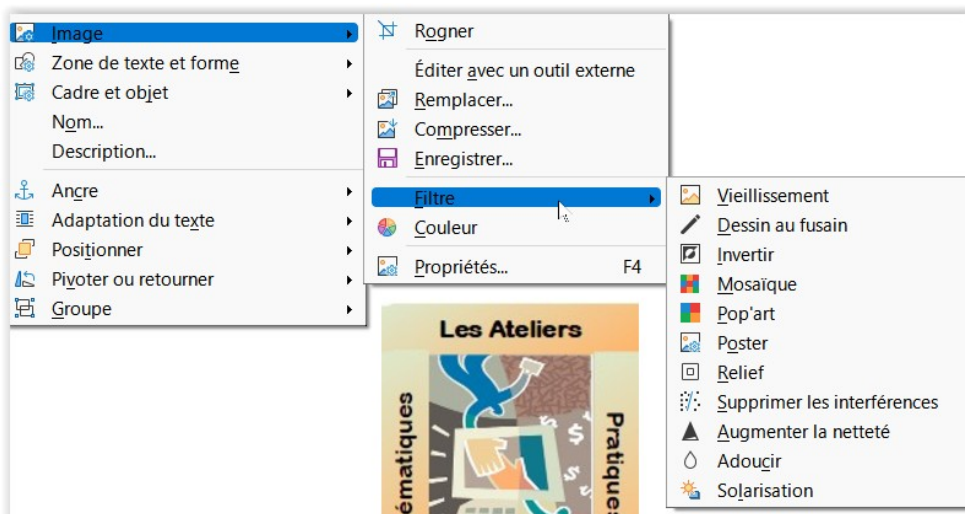 Image
Zone de texte et forme
Cadre et objet
Nom...
Description...
Ancre
Adaptation du texte
Positionner
Pivoter ou retourner
Groupe
Rogner
Éditer avec un outil externe
Remplacer...
Compresser...
Enregistrer...
Filtre
Couleur
Propriétés... F4
Vieillissement
Dessin au fusain
Invertir
Mosaïque
Pop'art
Poster
Relief
Supprimer les interférences
Augmenter la netteté
Adoucir
Solarisation
Les Ateliers
ématiques
Pratiques